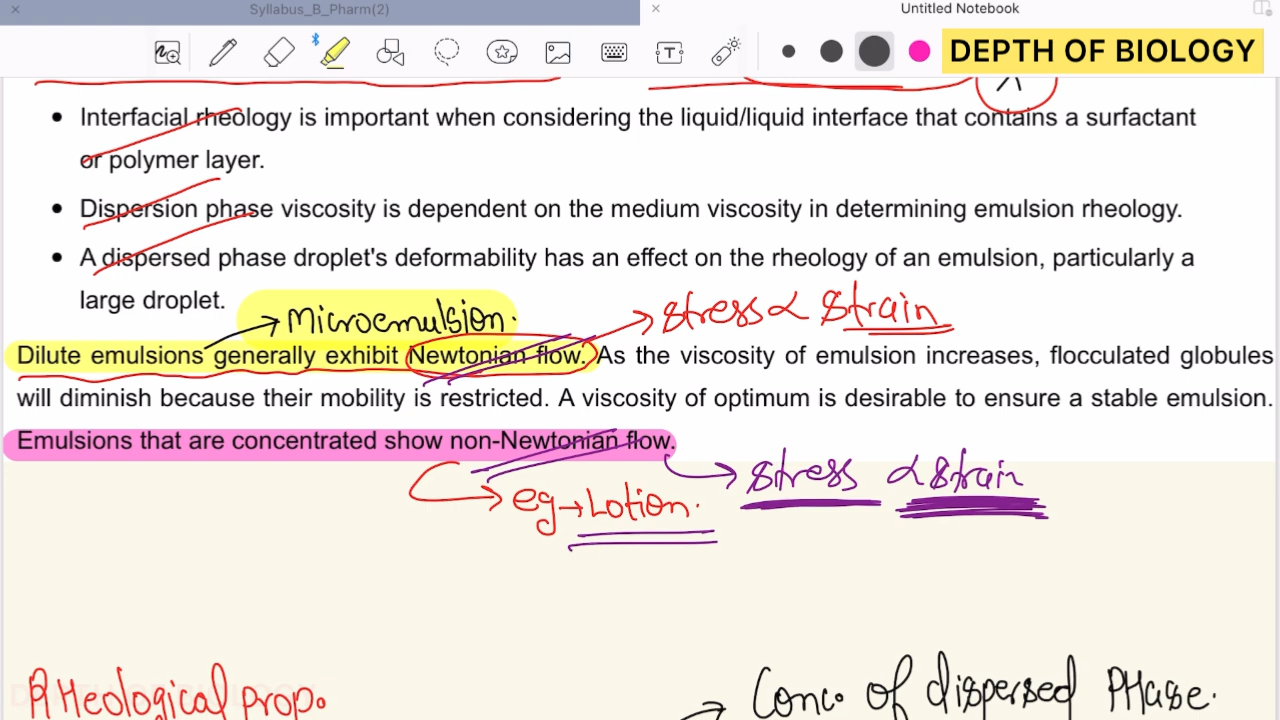 Syllabus_B_Pharm(2)
Untitled Notebook
DEPTH OF BIOLOGY
• Interfacial rheology is important when considering the liquid/liquid interface that contains a surfactant
or polymer layer.
• Dispersion phase viscosity is dependent on the medium viscosity in determining emulsion rheology.
• A dispersed phase droplet's deformability has an effect on the rheology of an emulsion, particularly a
large droplet.
→ Microemulsion.
→ Stress ∝ Strain
Dilute emulsions generally exhibit Newtonian flow. As the viscosity of emulsion increases, flocculated globules
will diminish because their mobility is restricted. A viscosity of optimum is desirable to ensure a stable emulsion.
Emulsions that are concentrated show non-Newtonian flow.
→ Stress ∝ Strain
→ eg → Lotion.
RHeological prop.
→ Conc. of dispersed PHase.
DEPTH OF BIOLOGY